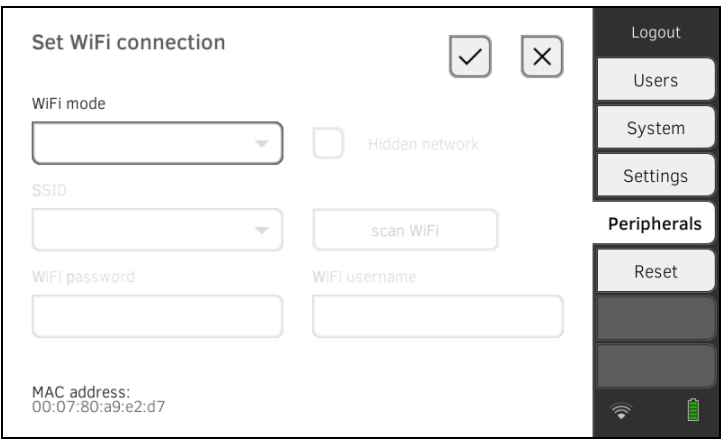 Set WiFi connection
WiFi mode
Hidden network
SSID
scan WiFi
WiFi password
WiFi username
MAC address:
00:07:80:a9:e2:d7
Logout
Users
System
Settings
Peripherals
Reset